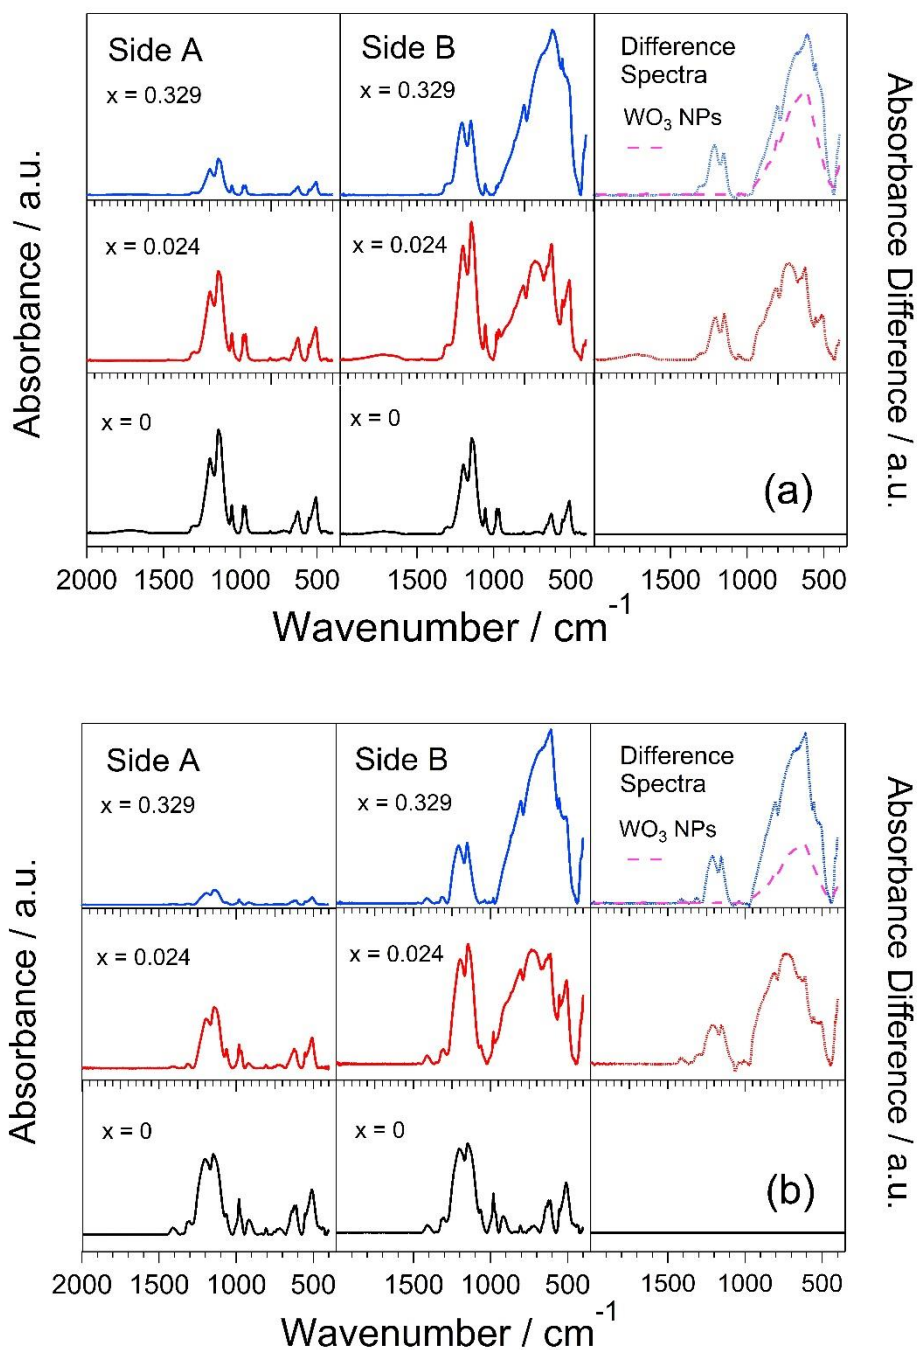 Side A
x = 0.329
Side B
x = 0.329
Difference
Spectra
WO3 NPs
x = 0.024
x = 0.024
x = 0
x = 0
(a)
Absorbance / a.u.
Absorbance Difference / a.u.
2000 1500 1000 500
1500 1000 500
1500 1000 500
Wavenumber / cm-1
Side A
x = 0.329
Side B
x = 0.329
Difference
Spectra
WO3 NPs
x = 0.024
x = 0.024
x = 0
x = 0
(b)
Absorbance / a.u.
Absorbance Difference / a.u.
2000 1500 1000 500
1500 1000 500
1500 1000 500
Wavenumber / cm-1